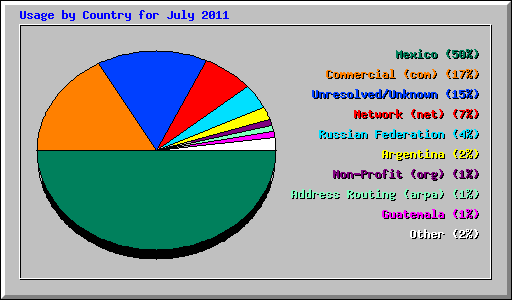 Usage by Country for July 2011
Mexico (50%)
Commercial (com) (17%)
Unresolved/Unknown (15%)
Network (net) (7%)
Russian Federation (4%)
Argentina (2%)
Non-Profit (org) (1%)
Address Routing (arpa) (1%)
Guatemala (1%)
Other (2%)